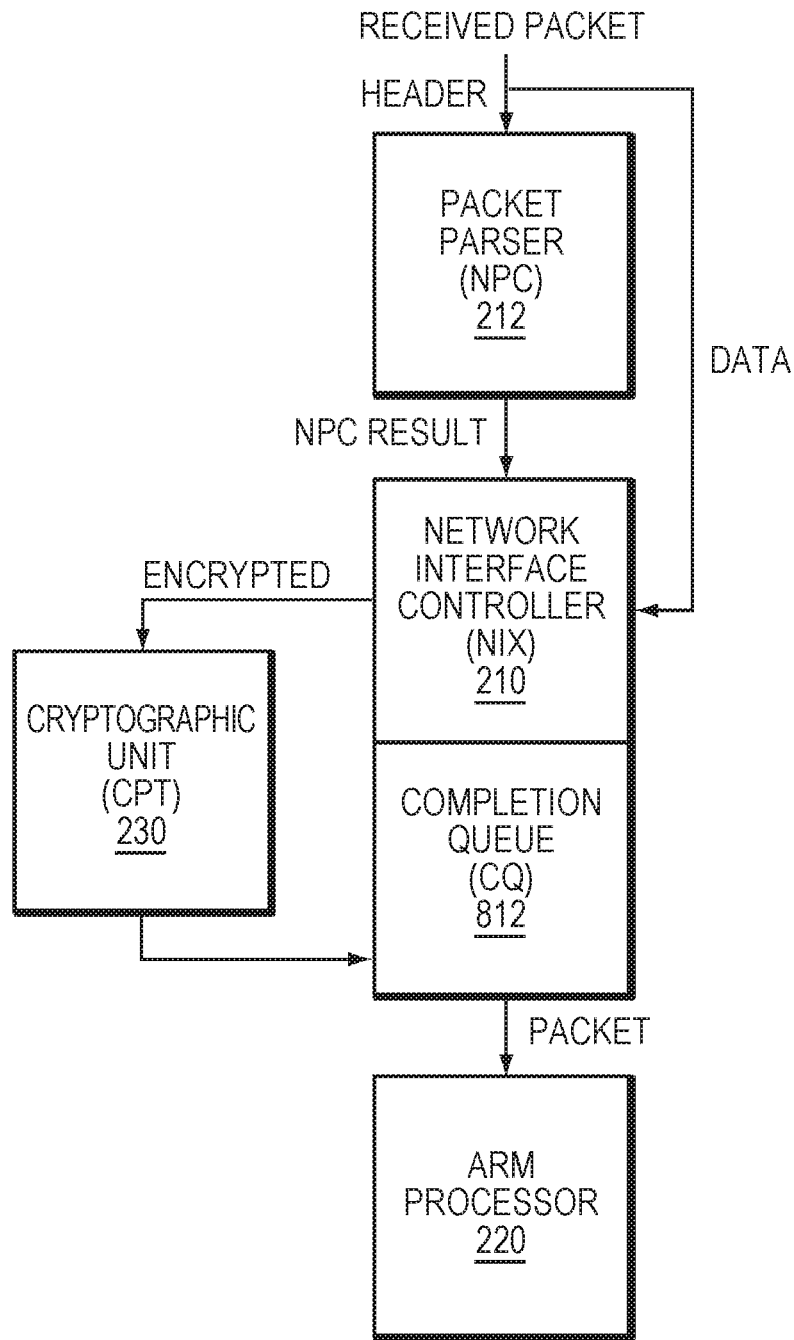 RECEIVED PACKET
HEADER
PACKET
PARSER
(NPC)
212
DATA
NPC RESULT
NETWORK
INTERFACE
CONTROLLER
(NIX)
210
ENCRYPTED
CRYPTOGRAPHIC
UNIT
(CPT)
230
COMPLETION
QUEUE
(CQ)
812
PACKET
ARM
PROCESSOR
220